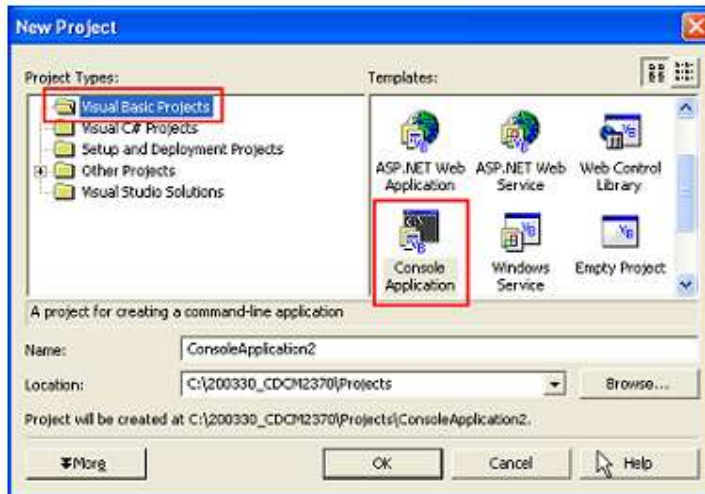 New Project
Project Types:
Templates:
Visual Basic Projects
Visual C# Projects
Setup and Deployment Projects
Other Projects
Visual Studio Solutions
ASP.NET Web Application
ASP.NET Web Service
Web Control Library
Console Application
Windows Service
Empty Project
A project for creating a command-line application
Name:
ConsoleApplication2
Location:
C:\200330_CDCM2370\Projects
Browse...
Project will be created at C:\200330_CDCM2370\Projects\ConsoleApplication2.
More
OK
Cancel
Help